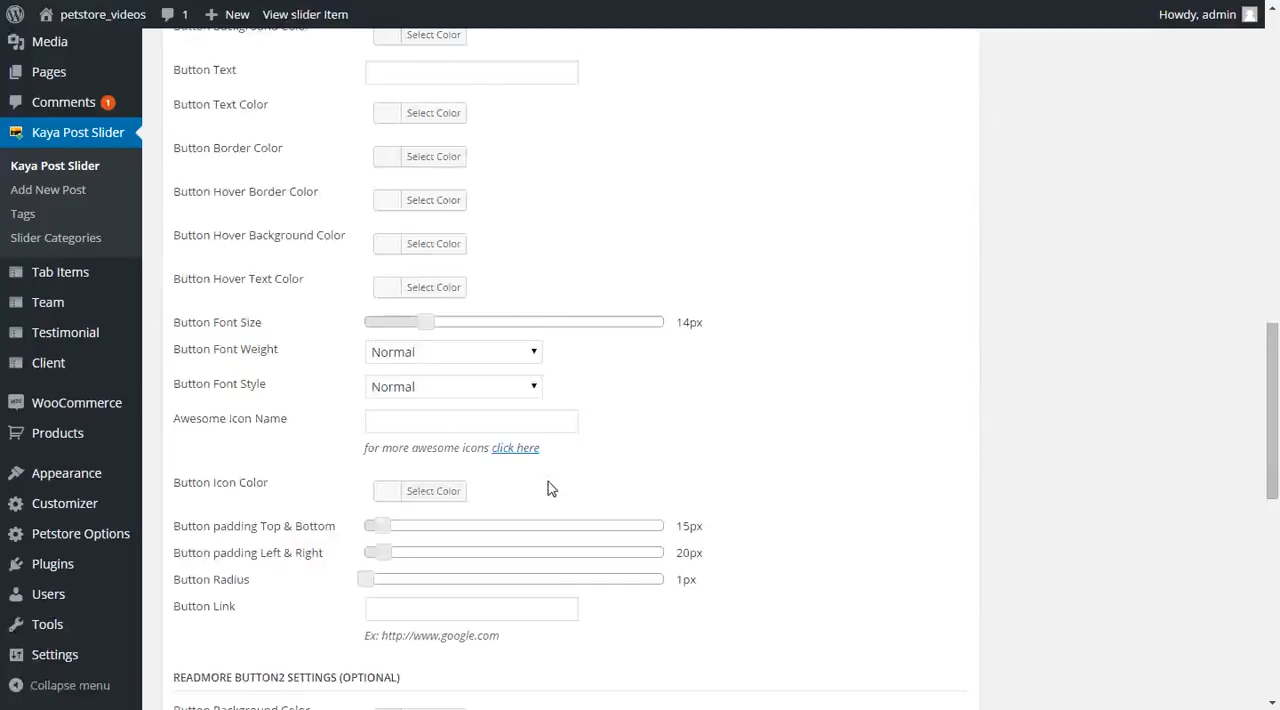 petstore_videos 1 New View slider Item Howdy, admin
Media
Pages
Comments 1
Kaya Post Slider
Kaya Post Slider
Add New Post
Tags
Slider Categories
Tab Items
Team
Testimonial
Client
WooCommerce
Products
Appearance
Customizer
Petstore Options
Plugins
Users
Tools
Settings
Collapse menu
Button Background Color Select Color
Button Text
Button Text Color Select Color
Button Border Color Select Color
Button Hover Border Color Select Color
Button Hover Background Color Select Color
Button Hover Text Color Select Color
Button Font Size 14px
Button Font Weight Normal
Button Font Style Normal
Awesome Icon Name
for more awesome icons click here
Button Icon Color Select Color
Button padding Top & Bottom 15px
Button padding Left & Right 20px
Button Radius 1px
Button Link
Ex: http://www.google.com
READMORE BUTTON2 SETTINGS (OPTIONAL)
Button Background Color